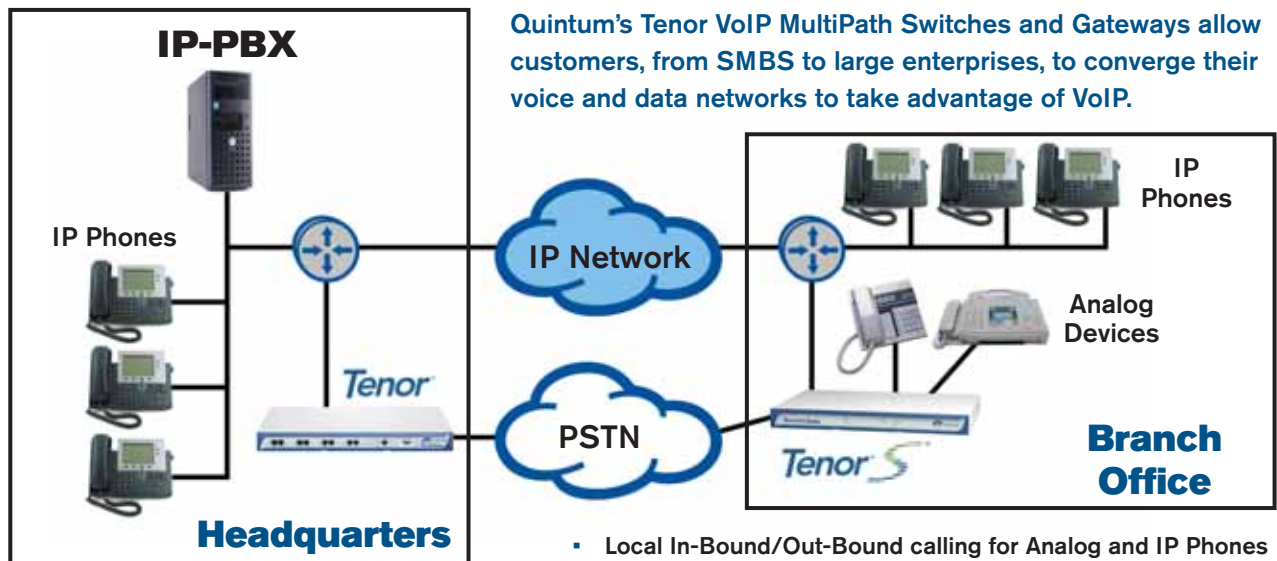 IP-PBX
Quintum's Tenor VoIP MultiPath Switches and Gateways allow
customers, from SMBS to large enterprises, to converge their
voice and data networks to take advantage of VoIP.
IP Phones
IP Network
IP
Phones
Analog
Devices
Tenor
PSTN
Tenor S
Branch
Office
Headquarters
▪ Local In-Bound/Out-Bound calling for Analog and IP Phones